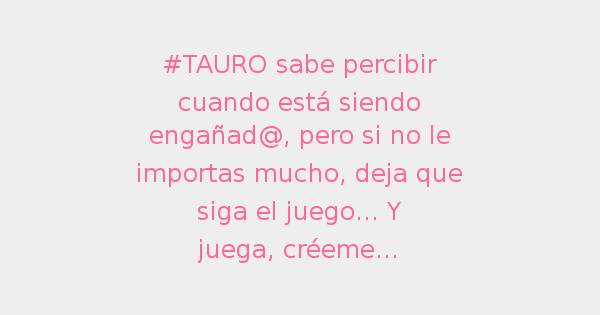 #TAURO sabe percibir
cuando está siendo
engañad@, pero si no le
importas mucho, deja que
siga el juego... Y
juega, créeme...